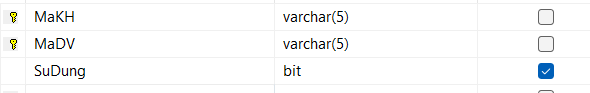 MaKH varchar(5)
MaDV varchar(5)
SuDung bit